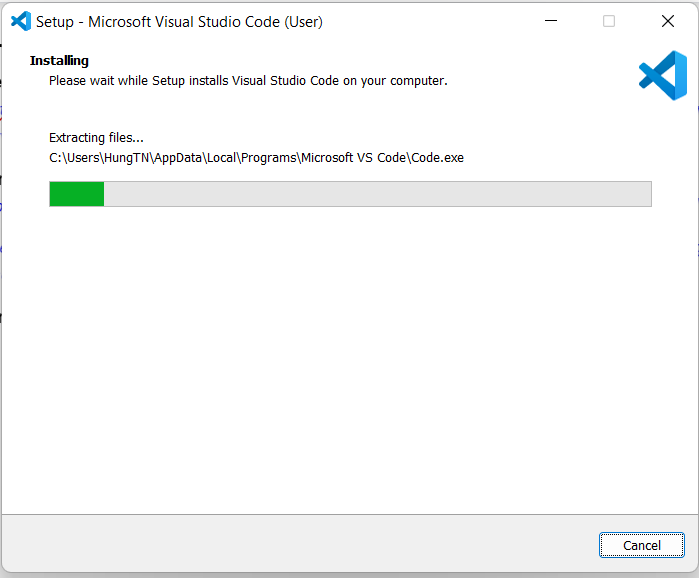 Setup - Microsoft Visual Studio Code (User)
Installing
Please wait while Setup installs Visual Studio Code on your computer.
Extracting files...
C:\Users\HungTN\AppData\Local\Programs\Microsoft VS Code\Code.exe
Cancel